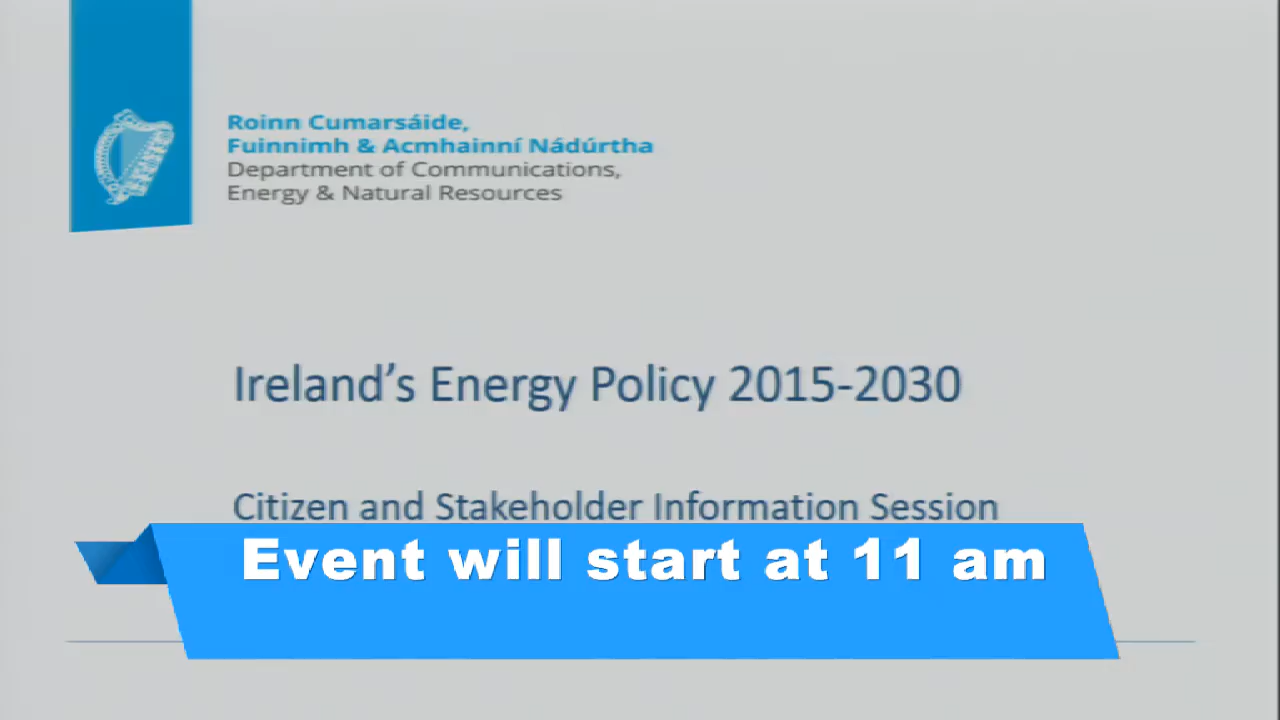 Roinn Cumarsáide,
Fuinnimh & Acmhainní Nádúrtha
Department of Communications,
Energy & Natural Resources
Ireland's Energy Policy 2015-2030
Citizen and Stakeholder Information Session
Event will start at 11 am